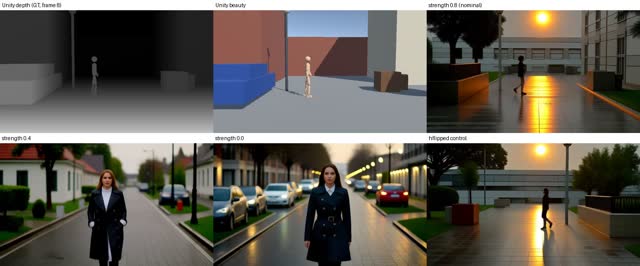 Unity depth (GT, frame 8)
Unity beauty
strength 0.8 (nominal)
strength 0.4
strength 0.0
hflipped control